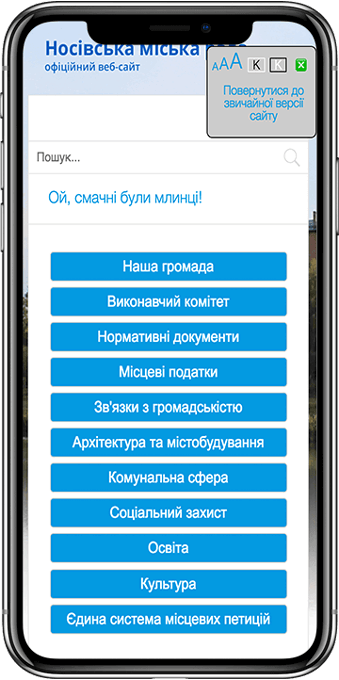 Носівська міська
офіційний веб-сайт
A A A K K x
Повернутися до
звичайної версії
сайту
Пошук...
Ой, смачні були млинці!
Наша громада
Виконавчий комітет
Нормативні документи
Місцеві податки
Зв'язки з громадськістю
Архітектура та містобудування
Комунальна сфера
Соціальний захист
Освіта
Культура
Єдина система місцевих петицій